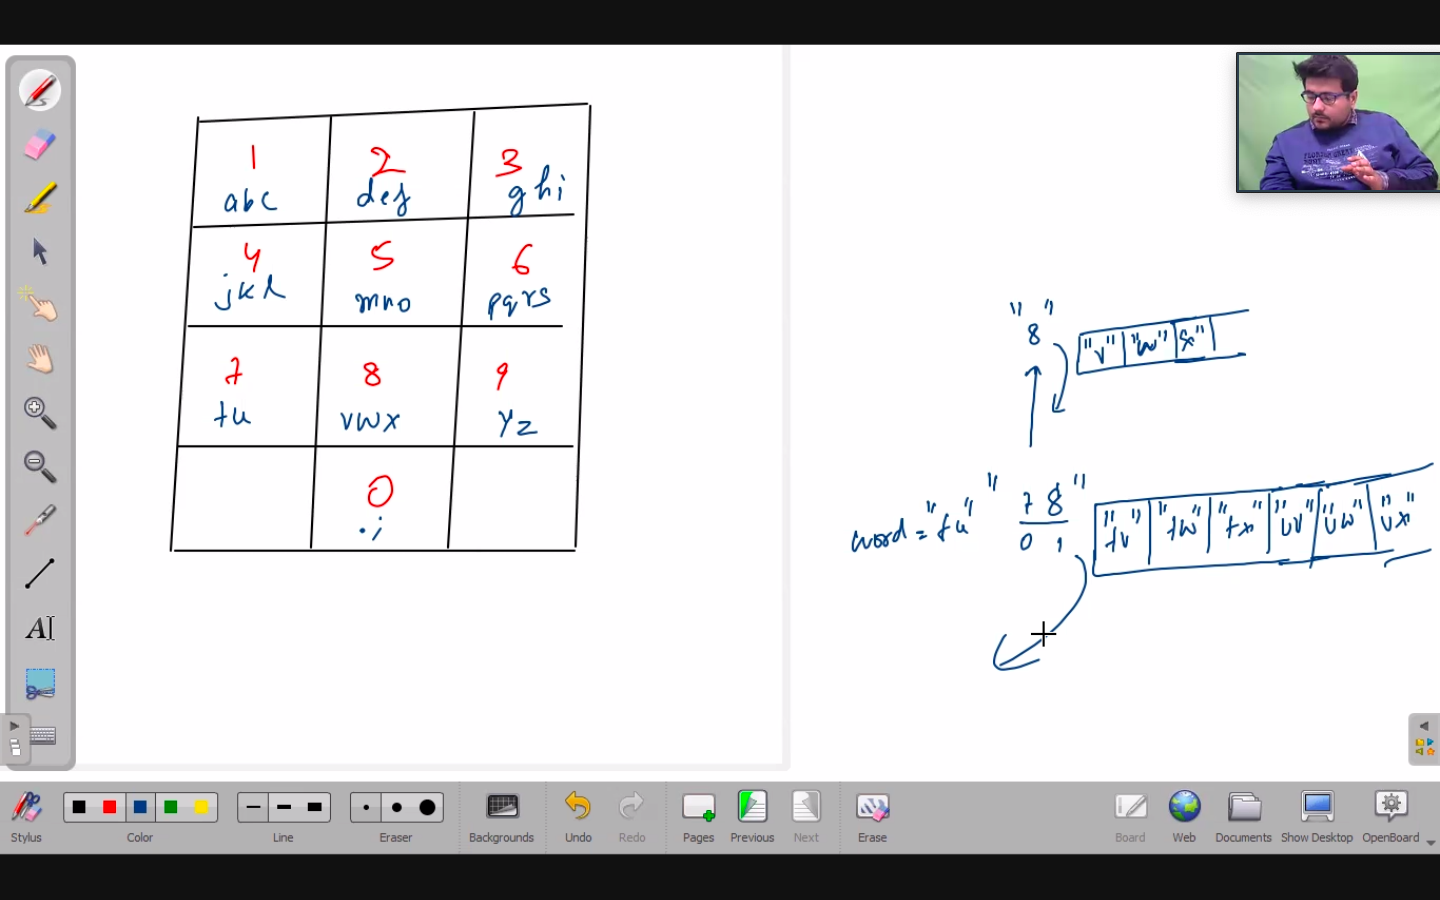 1 2 3
abc def ghi
4 5 6
jkl mno pqrs
7 8 9
tu vwx yz
0
.;
" 8 " "v" "w" "x"
word = "tu" " 78 " "tv" "tw" "tx" "uv" "uw" "ux"
0 1
A
Stylus Color Line Eraser Backgrounds Undo Redo Pages Previous Next Erase Board Web Documents Show Desktop OpenBoard